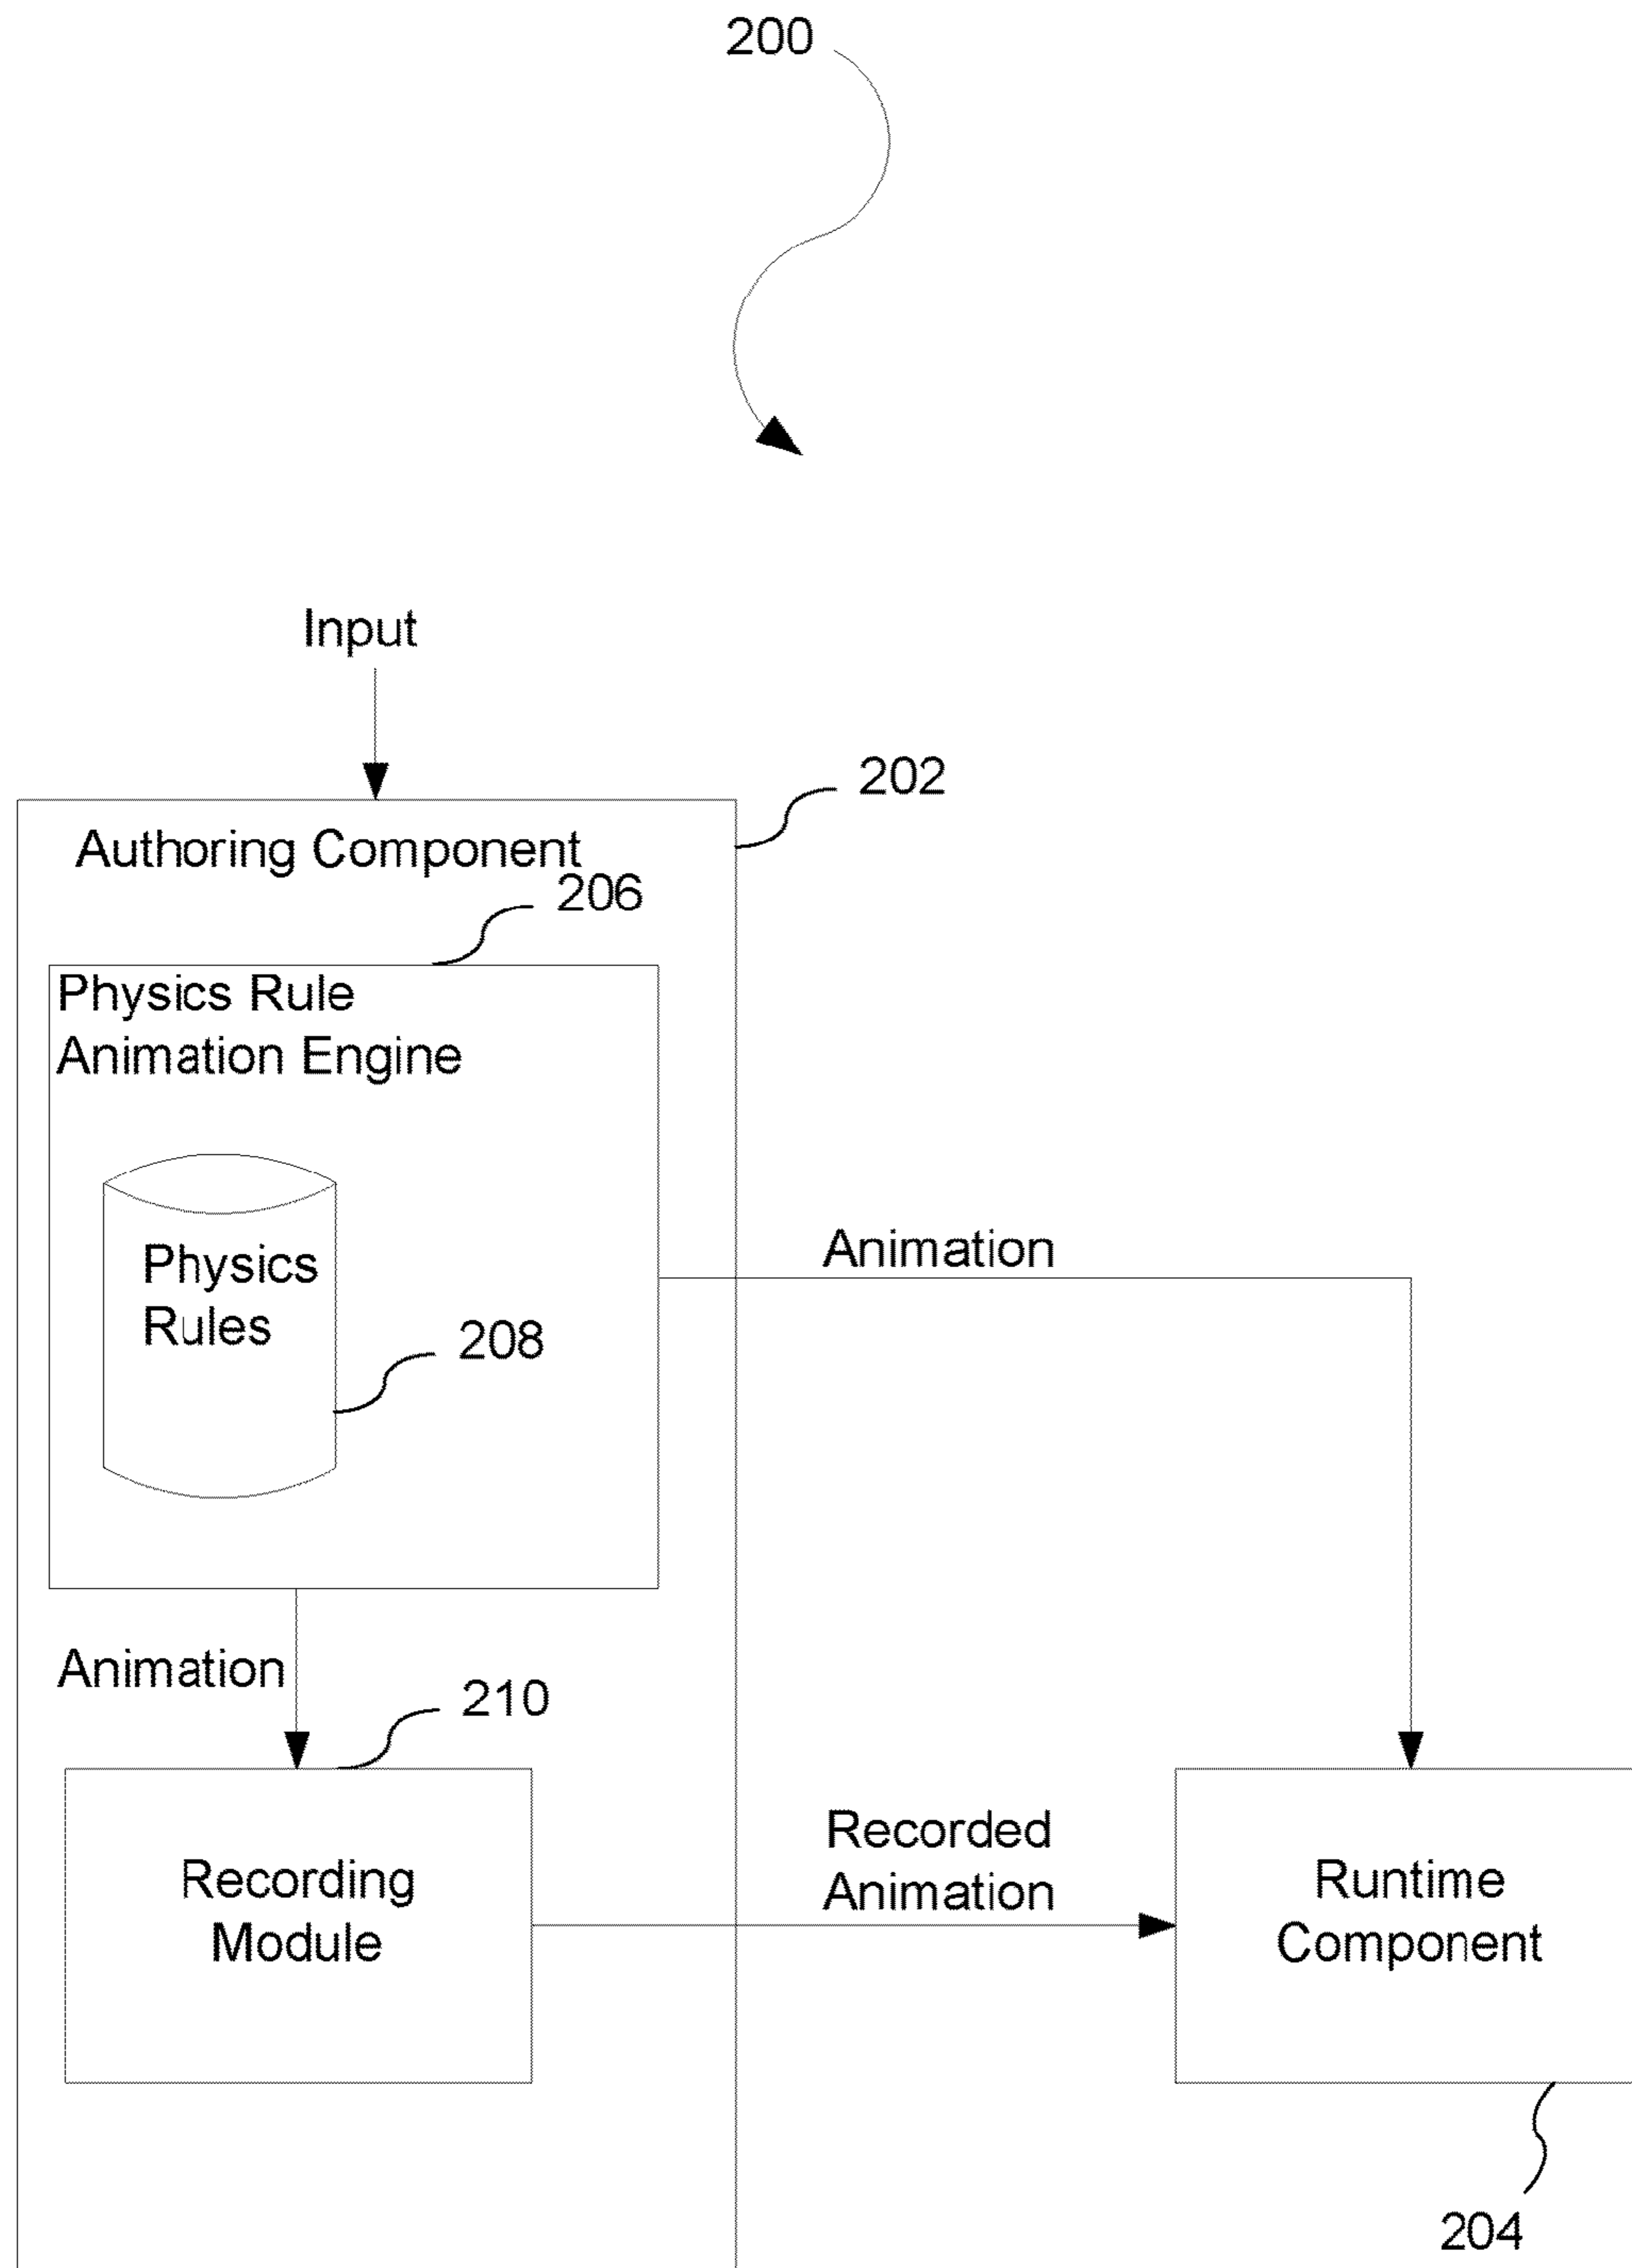 200
Input
202
Authoring Component
206
Physics Rule
Animation Engine
Physics
Rules
208
Animation
Animation
210
Recording
Module
Recorded
Animation
Runtime
Component
204